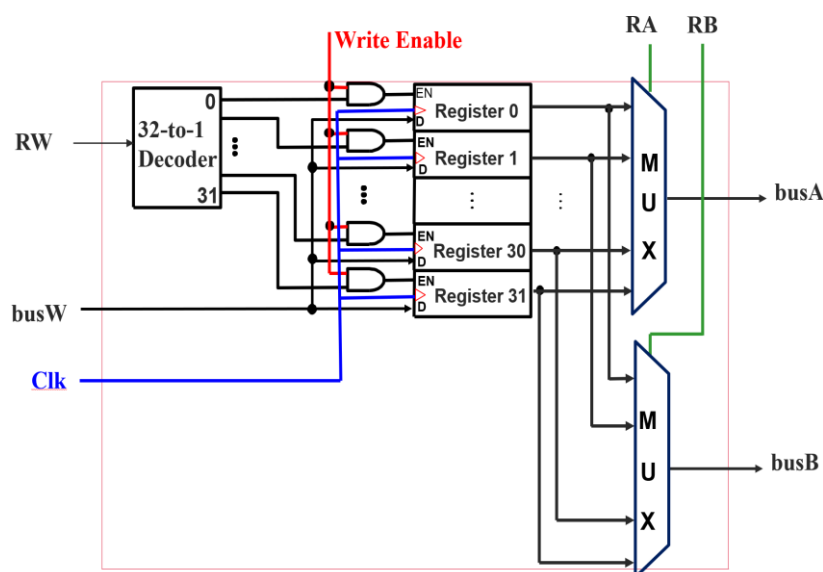 RA
RB
Write Enable
0
32-to-1
Decoder
31
RW
EN
D
Register 0
EN
D
Register 1
EN
D
Register 30
EN
D
Register 31
M
U
X
busA
busW
Clk
M
U
X
busB